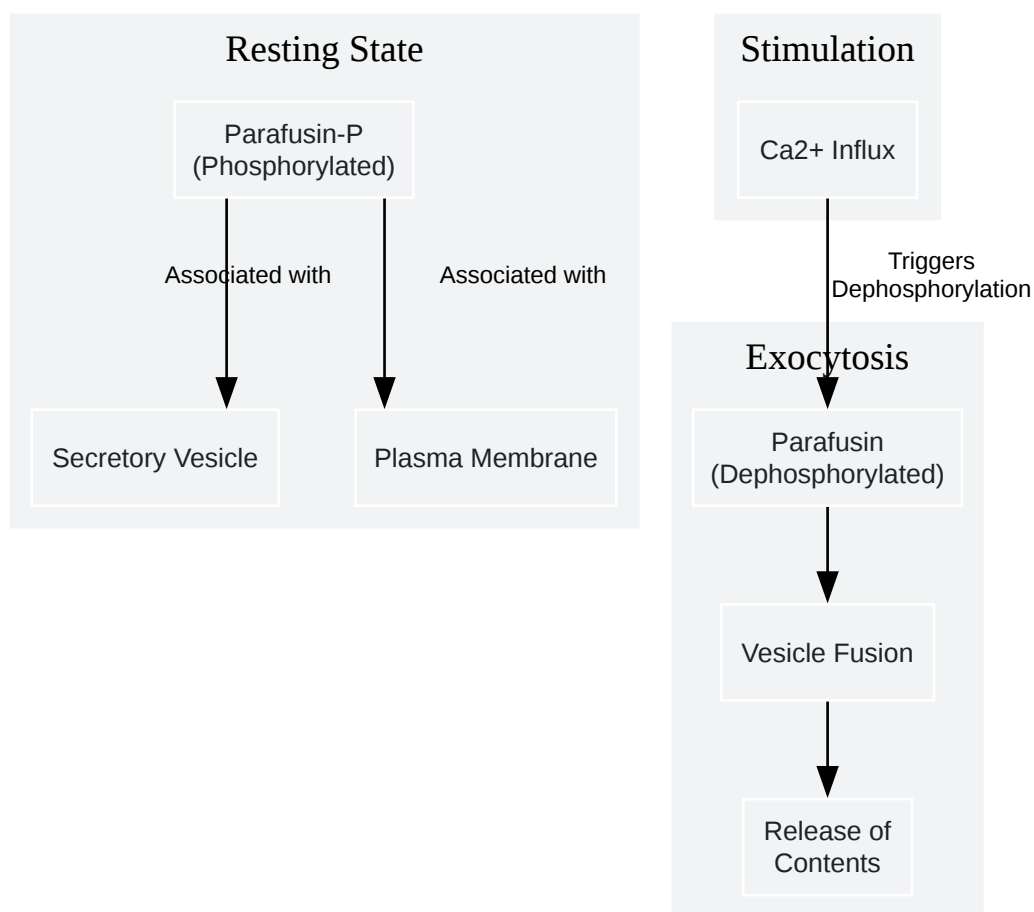 Resting State
Parafusin-P
(Phosphorylated)
Associated with
Associated with
Secretory Vesicle
Plasma Membrane
Stimulation
Ca2+ Influx
Triggers
Dephosphorylation
Exocytosis
Parafusin
(Dephosphorylated)
Vesicle Fusion
Release of
Contents